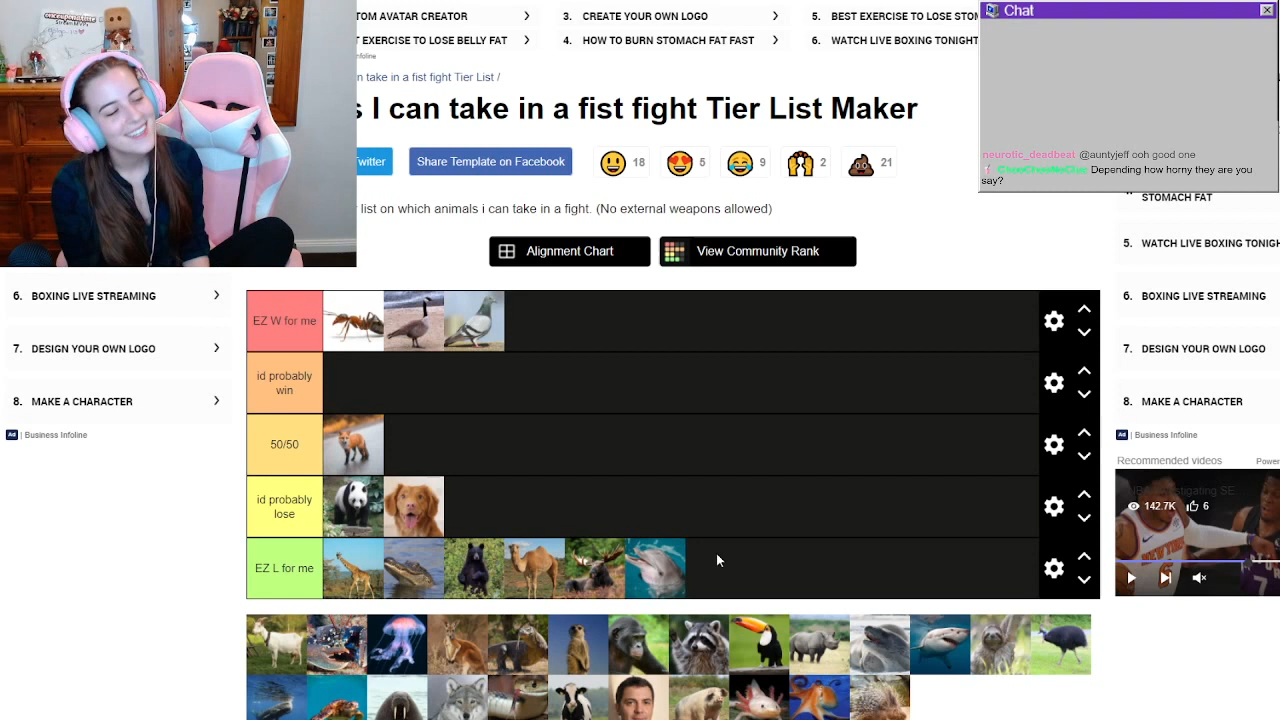 TOM AVATAR CREATOR
3. CREATE YOUR OWN LOGO
5. BEST EXERCISE TO LOSE STOM
T EXERCISE TO LOSE BELLY FAT
4. HOW TO BURN STOMACH FAT FAST
6. WATCH LIVE BOXING TONIGHT
Chat
nfoline
n take in a fist fight Tier List /
s I can take in a fist fight Tier List Maker
neurotic_deadbeat @auntyjeff ooh good one
Depending how horny they are you
say?
witter
Share Template on Facebook
18
5
9
2
21
list on which animals i can take in a fight. (No external weapons allowed)
STOMACH FAT
Alignment Chart
View Community Rank
5. WATCH LIVE BOXING TONIGH
6. BOXING LIVE STREAMING
6. BOXING LIVE STREAMING
EZ W for me
7. DESIGN YOUR OWN LOGO
7. DESIGN YOUR OWN LOGO
id probably
win
8. MAKE A CHARACTER
8. MAKE A CHARACTER
Ad | Business Infoline
Ad | Business Infoline
50/50
Recommended videos
Power
id probably
lose
142.7K
6
NEW YORK
EZ L for me